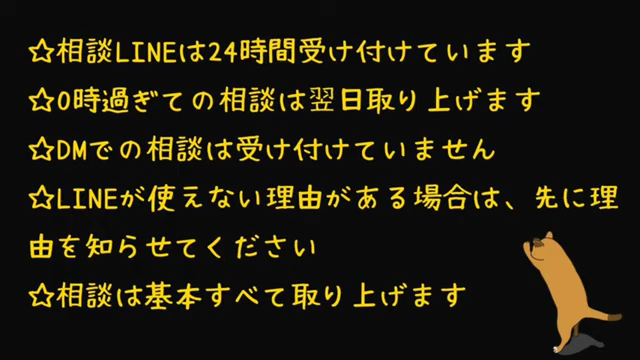 ☆相談LINEは24時間受け付けています
☆0時過ぎての相談は翌日取り上げます
☆DMでの相談は受け付けていません
☆LINEが使えない理由がある場合は、先に理
由を知らせてください
☆相談は基本すべて取り上げます